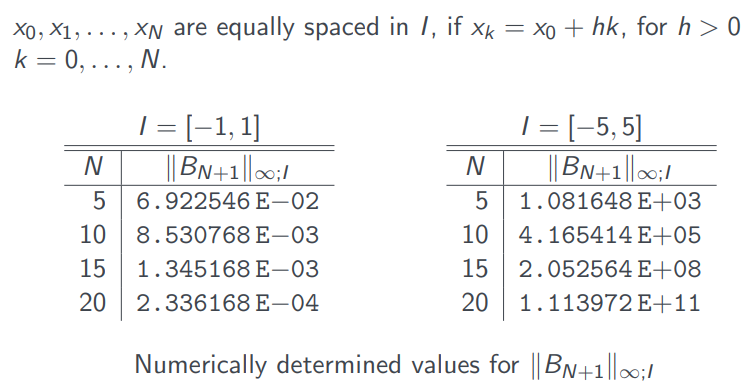 x₀, x₁, . . . , x_N are equally spaced in I, if x_k = x₀ + hk, for h > 0
k = 0, . . . , N.
I = [−1, 1]
N ‖B_{N+1}‖_{∞;I}
5 6.922546 E−02
10 8.530768 E−03
15 1.345168 E−03
20 2.336168 E−04
I = [−5, 5]
N ‖B_{N+1}‖_{∞;I}
5 1.081648 E+03
10 4.165414 E+05
15 2.052564 E+08
20 1.113972 E+11
Numerically determined values for ‖B_{N+1}‖_{∞;I}